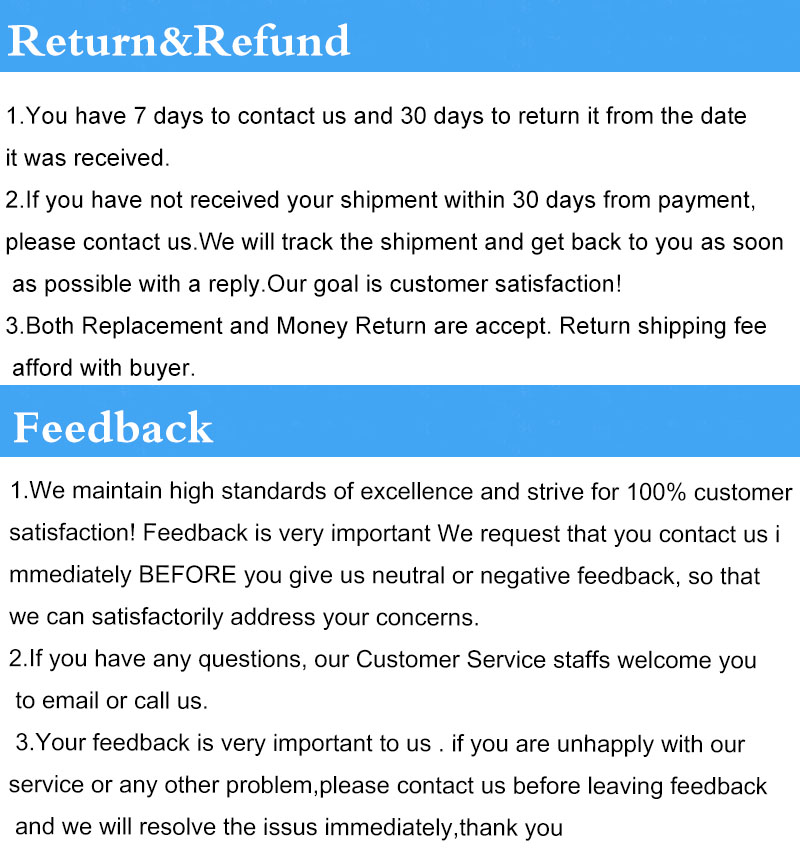 Return&Refund
1.You have 7 days to contact us and 30 days to return it from the date
it was received.
2.If you have not received your shipment within 30 days from payment,
please contact us.We will track the shipment and get back to you as soon
as possible with a reply.Our goal is customer satisfaction!
3.Both Replacement and Money Return are accept. Return shipping fee
afford with buyer.
Feedback
1.We maintain high standards of excellence and strive for 100% customer
satisfaction! Feedback is very important We request that you contact us i
mmediately BEFORE you give us neutral or negative feedback, so that
we can satisfactorily address your concerns.
2.If you have any questions, our Customer Service staffs welcome you
to email or call us.
3.Your feedback is very important to us . if you are unhapply with our
service or any other problem,please contact us before leaving feedback
and we will resolve the issus immediately,thank you